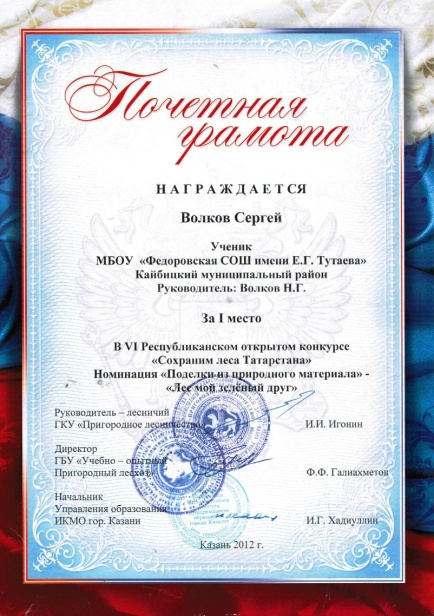 Почетная
грамота
НАГРАЖДАЕТСЯ
Волков Сергей
Ученик
МБОУ «Федоровская СОШ имени Е.Г. Тутаева»
Кайбицкий муниципальный район
Руководитель: Волков Н.Г.
За I место
В VI Республиканском открытом конкурсе
«Сохраним леса Татарстана»
Номинация «Поделки из природного материала» -
«Лес мой зелёный друг»
Руководитель – лесничий
ГКУ «Пригородное лесничество» И.И. Игонин
Директор
ГБУ «Учебно – опытный
Пригородный лесхоз» Ф.Ф. Галиахметов
Начальник
Управления образования
ИКМО гор. Казани И.Г. Хадиуллин
Казань 2012 г.